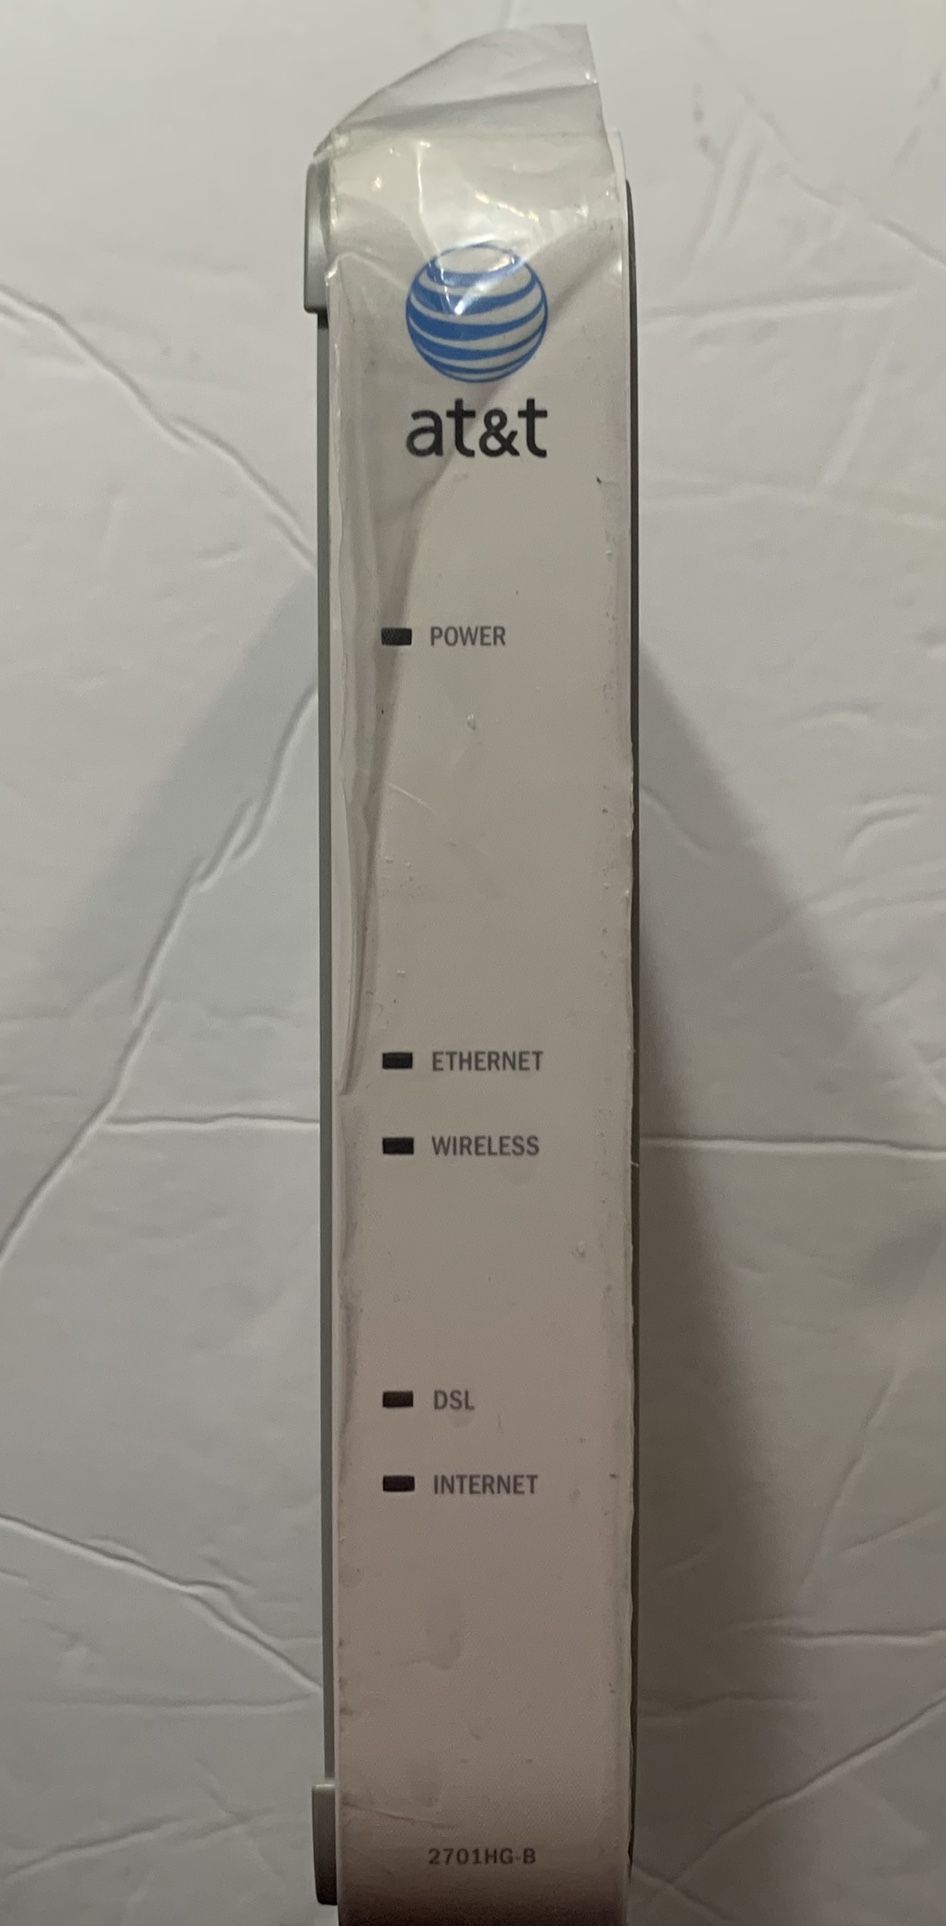 at&t
POWER
ETHERNET
WIRELESS
DSL
INTERNET
2701HG-B